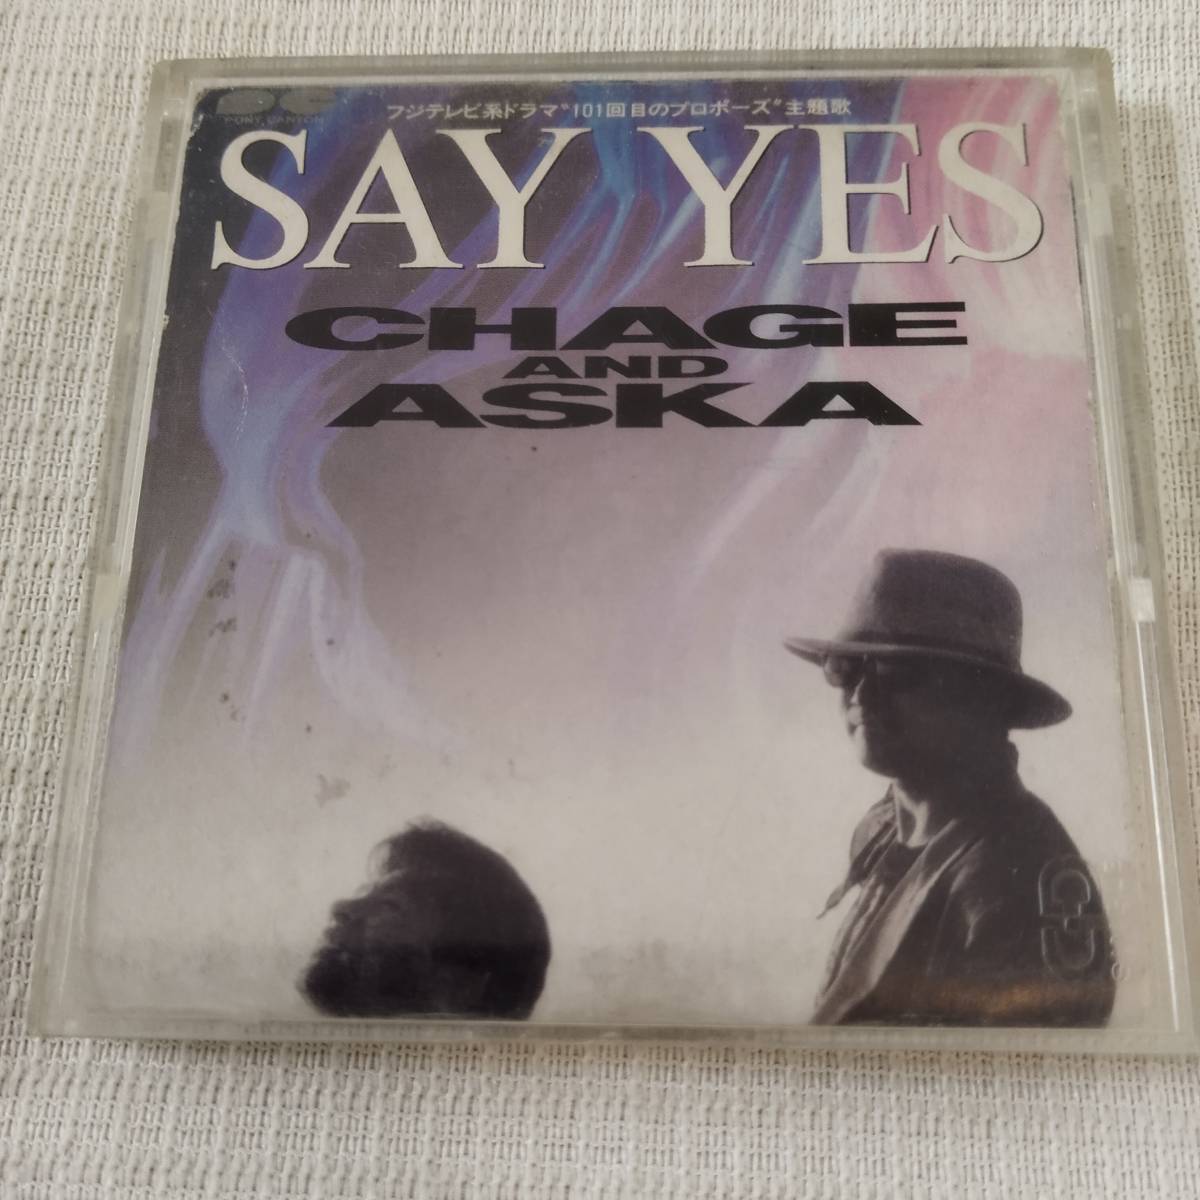 フジテレビ系ドラマ"101回目のプロポーズ"主題歌
PONY CANYON
SAY YES
CHAGE
AND
ASKA